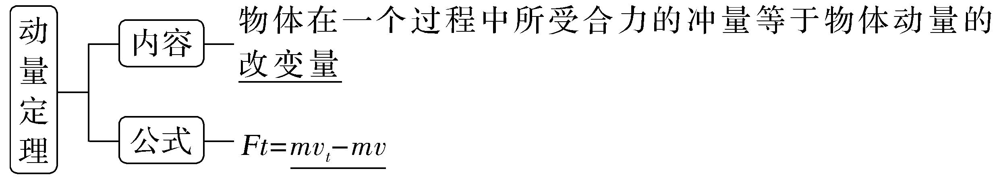 动量定理
内容
物体在一个过程中所受合力的冲量等于物体动量的
改变量
公式
Ft=mv_t−mv